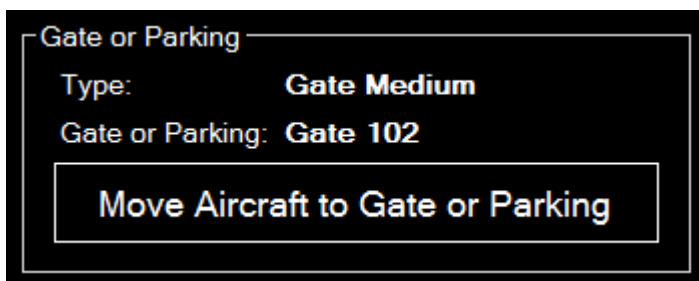 Gate or Parking
Type: Gate Medium
Gate or Parking: Gate 102
Move Aircraft to Gate or Parking